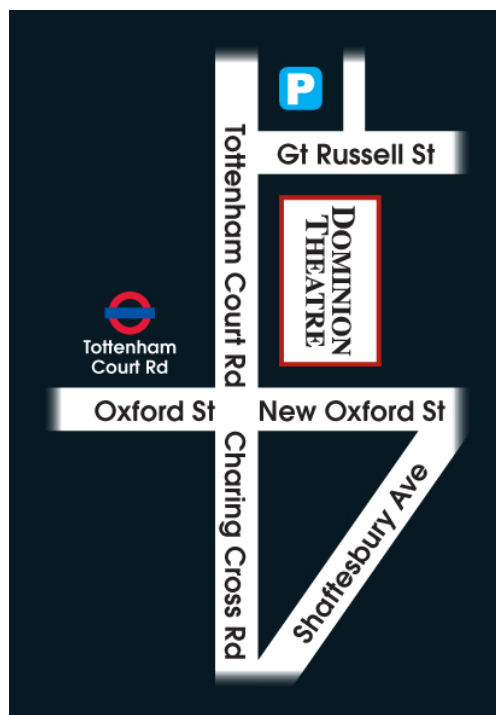 P
Gt Russell St
Tottenham Court Rd
DOMINION
THEATRE
Tottenham
Court Rd
Oxford St
New Oxford St
Charing Cross Rd
Shaftesbury Ave